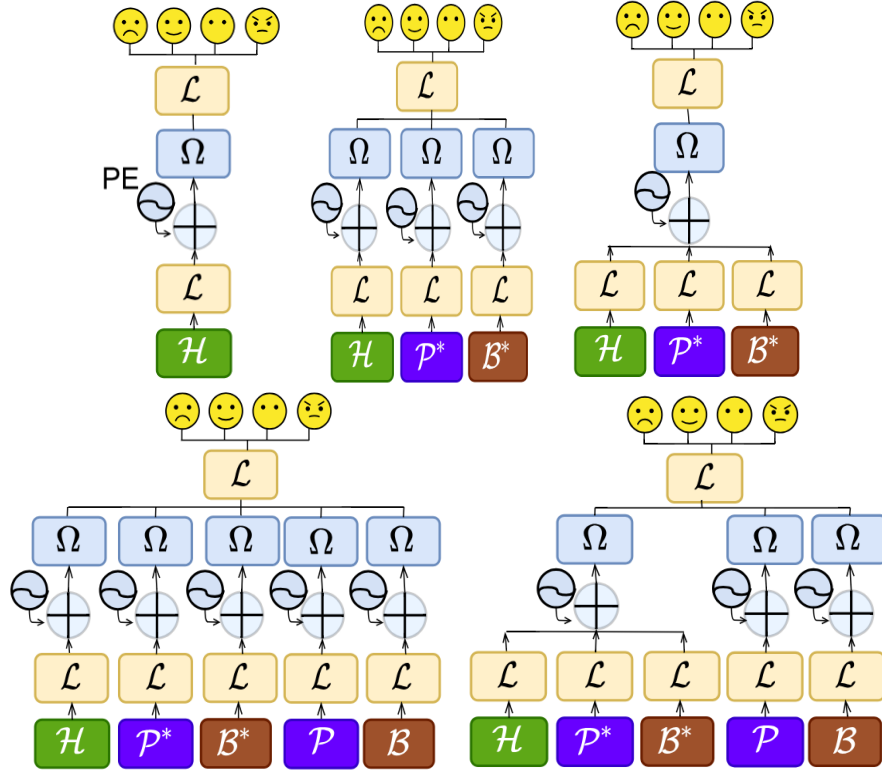 ℒ
Ω
PE
ℒ
ℋ
ℒ
Ω Ω Ω
ℒ ℒ ℒ
ℋ 𝒫* ℬ*
ℒ
Ω
ℒ ℒ ℒ
ℋ 𝒫* ℬ*
ℒ
Ω Ω Ω Ω Ω
ℒ ℒ ℒ ℒ ℒ
ℋ 𝒫* ℬ* 𝒫 ℬ
ℒ
Ω Ω Ω
ℒ ℒ ℒ ℒ ℒ
ℋ 𝒫* ℬ* 𝒫 ℬ